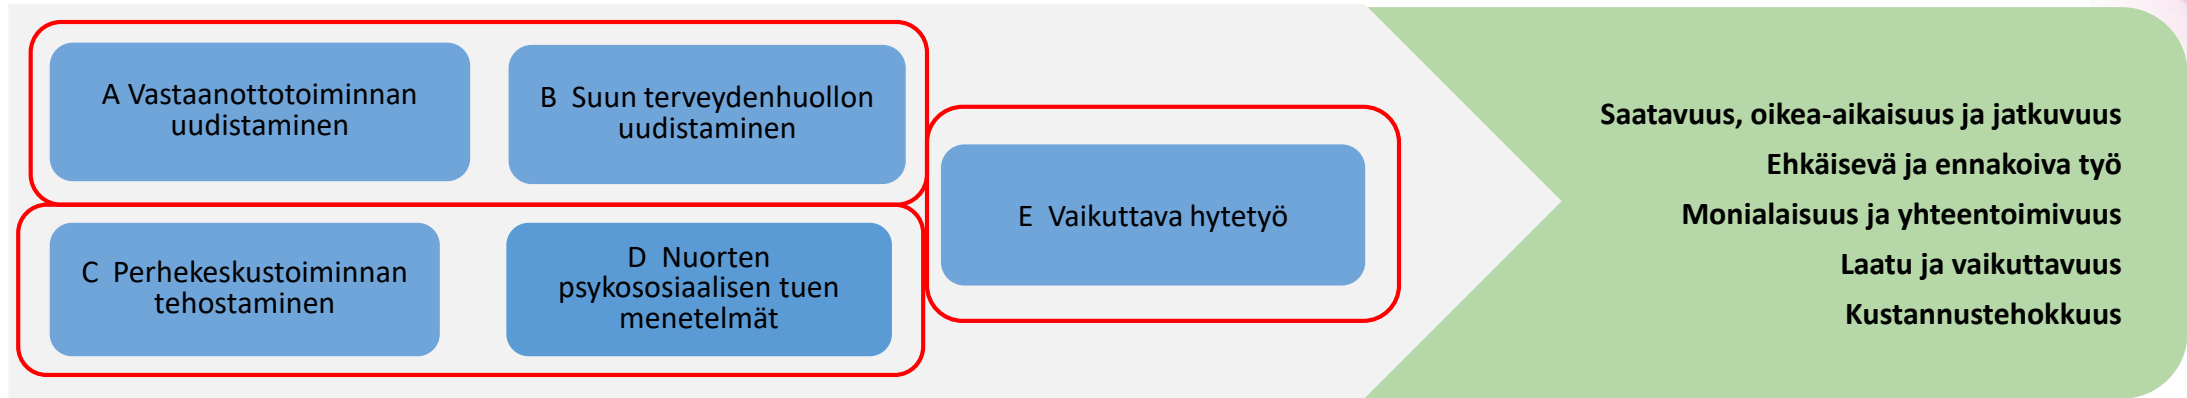 A Vastaanottotoiminnan
uudistaminen
B Suun terveydenhuollon
uudistaminen
C Perhekeskustoiminnan
tehostaminen
D Nuorten
psykososiaalisen tuen
menetelmät
E Vaikuttava hytetyö
Saatavuus, oikea-aikaisuus ja jatkuvuus
Ehkäisevä ja ennakoiva työ
Monialaisuus ja yhteentoimivuus
Laatu ja vaikuttavuus
Kustannustehokkuus